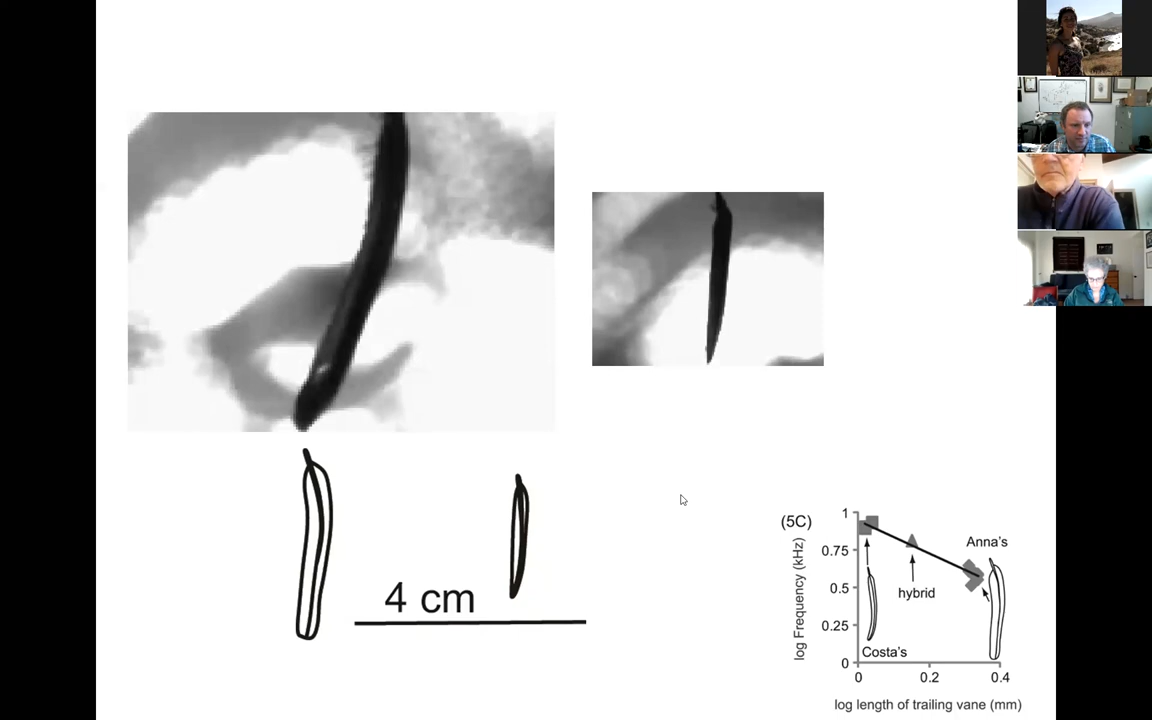 4 cm
(5C)
log Frequency (kHz)
1
0.75
0.5
0.25
0
Anna's
hybrid
Costa's
0
0.2
0.4
log length of trailing vane (mm)